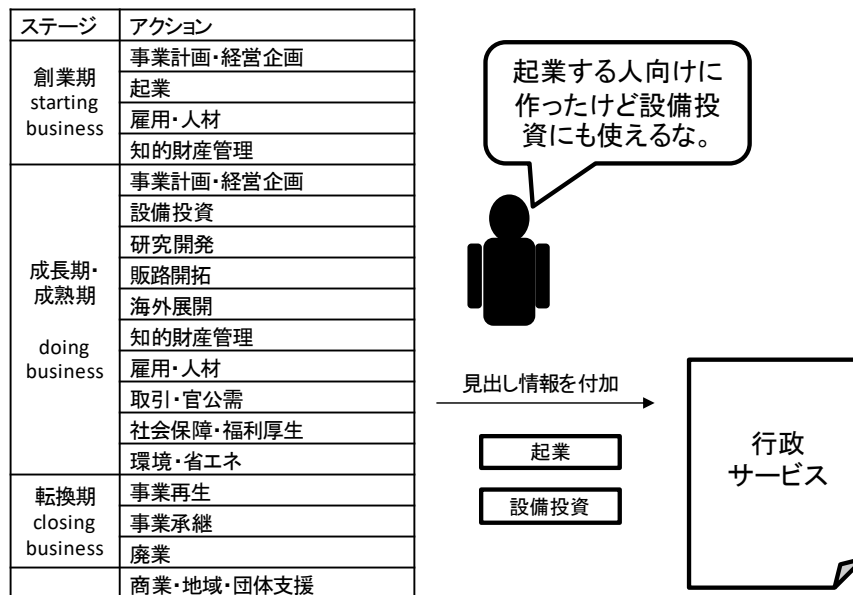 ステージ アクション
創業期
starting
business
事業計画・経営企画
起業
雇用・人材
知的財産管理
成長期・
成熟期
doing
business
事業計画・経営企画
設備投資
研究開発
販路開拓
海外展開
知的財産管理
雇用・人材
取引・官公需
社会保障・福利厚生
環境・省エネ
転換期
closing
business
事業再生
事業承継
廃業
商業・地域・団体支援
起業する人向けに
作ったけど設備投
資にも使えるな。
見出し情報を付加
起業
設備投資
行政
サービス